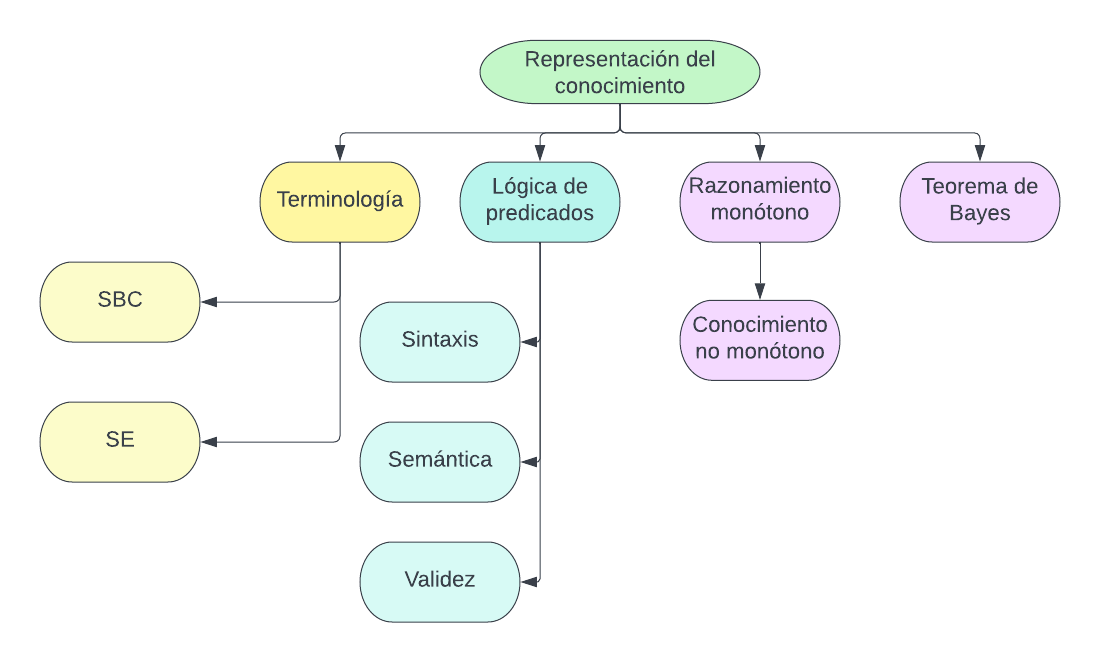 Representación del
conocimiento
Terminología
Lógica de
predicados
Razonamiento
monótono
Teorema de
Bayes
SBC
Sintaxis
Conocimiento
no monótono
SE
Semántica
Validez